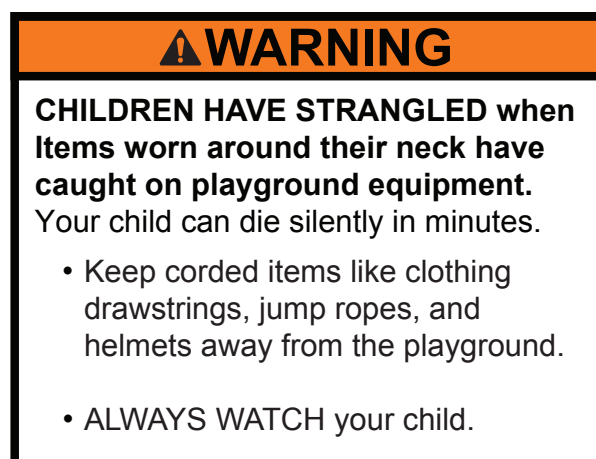 WARNING
CHILDREN HAVE STRANGLED when
Items worn around their neck have
caught on playground equipment.
Your child can die silently in minutes.
• Keep corded items like clothing
drawstrings, jump ropes, and
helmets away from the playground.
• ALWAYS WATCH your child.